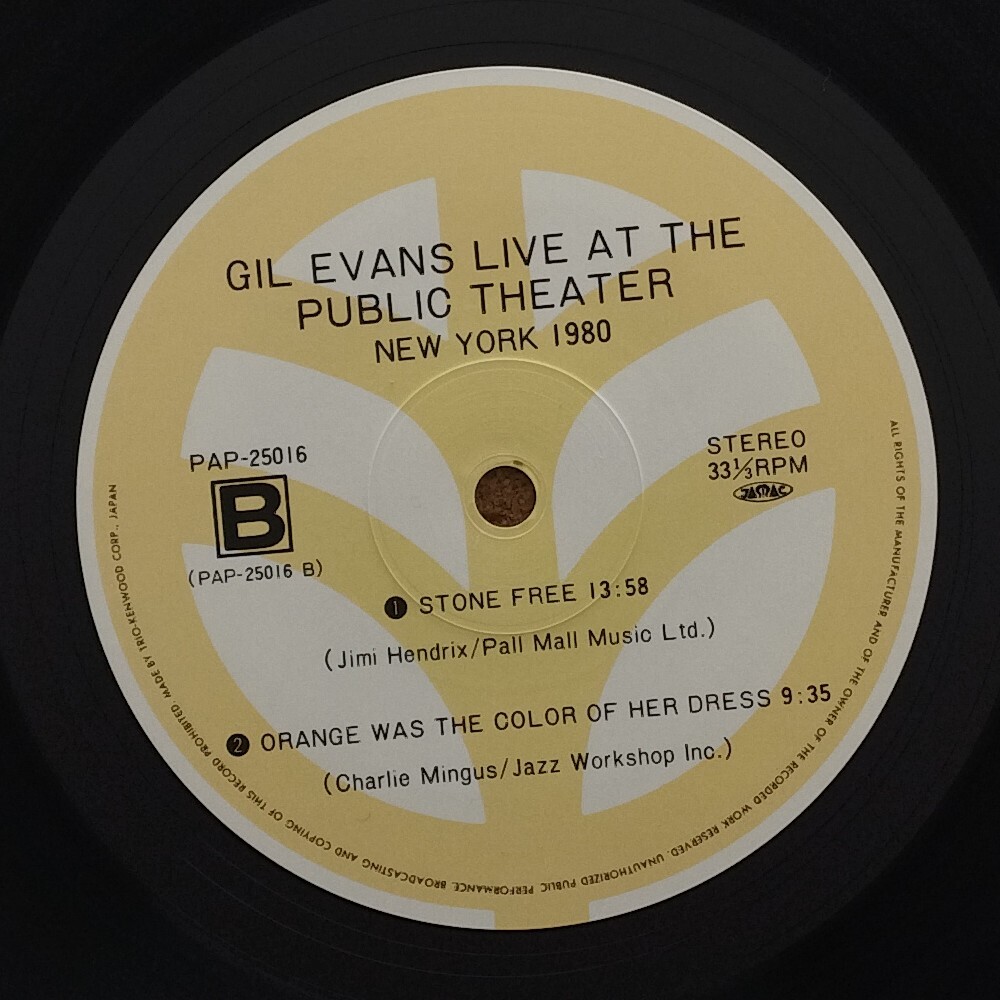 GIL EVANS LIVE AT THE
PUBLIC THEATER
NEW YORK 1980
PAP-25016
B
(PAP-25016 B)
STEREO
33⅓RPM
JASRAC
❶ STONE FREE 13:58
(Jimi Hendrix/Pall Mall Music Ltd.)
❷ ORANGE WAS THE COLOR OF HER DRESS 9:35
(Charlie Mingus/Jazz Workshop Inc.)
ALL RIGHTS OF THE MANUFACTURER AND OF THE OWNER OF THE RECORDED WORK RESERVED. UNAUTHORIZED PUBLIC PERFORMANCE, BROADCASTING AND COPYING OF THIS RECORD PROHIBITED. MADE BY TRIO-KENWOOD CORP., JAPAN